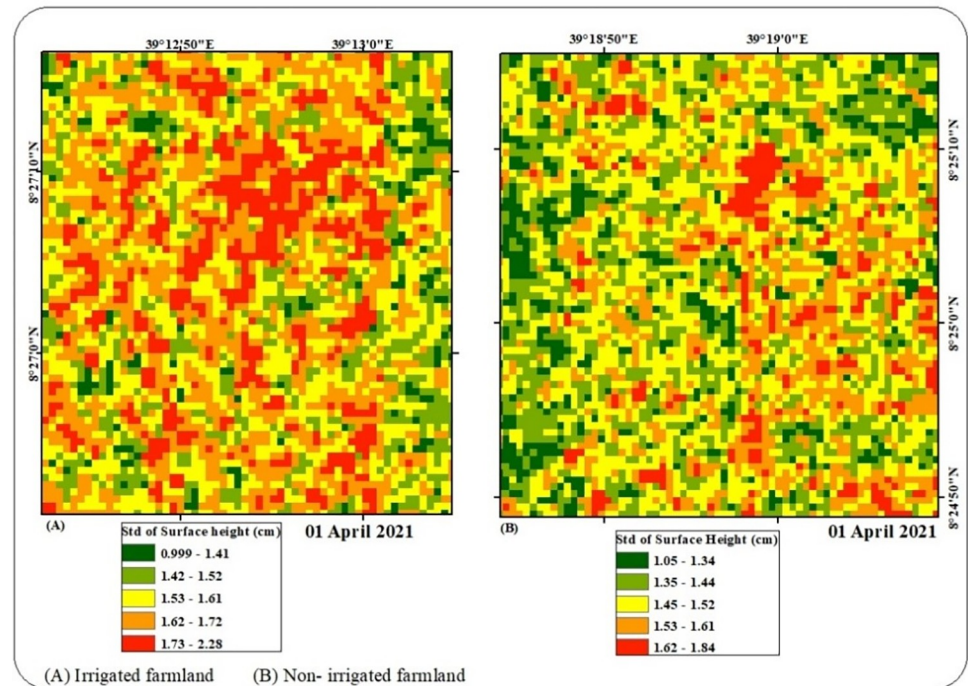 39°12'50"E
39°13'0"E
8°27'10"N
8°27'0"N
(A)
01 April 2021
Std of Surface height (cm)
0.999 - 1.41
1.42 - 1.52
1.53 - 1.61
1.62 - 1.72
1.73 - 2.28
39°18'50"E
39°19'0"E
8°25'10"N
8°25'0"N
8°24'50"N
(B)
01 April 2021
Std of Surface Height (cm)
1.05 - 1.34
1.35 - 1.44
1.45 - 1.52
1.53 - 1.61
1.62 - 1.84
(A) Irrigated farmland (B) Non- irrigated farmland